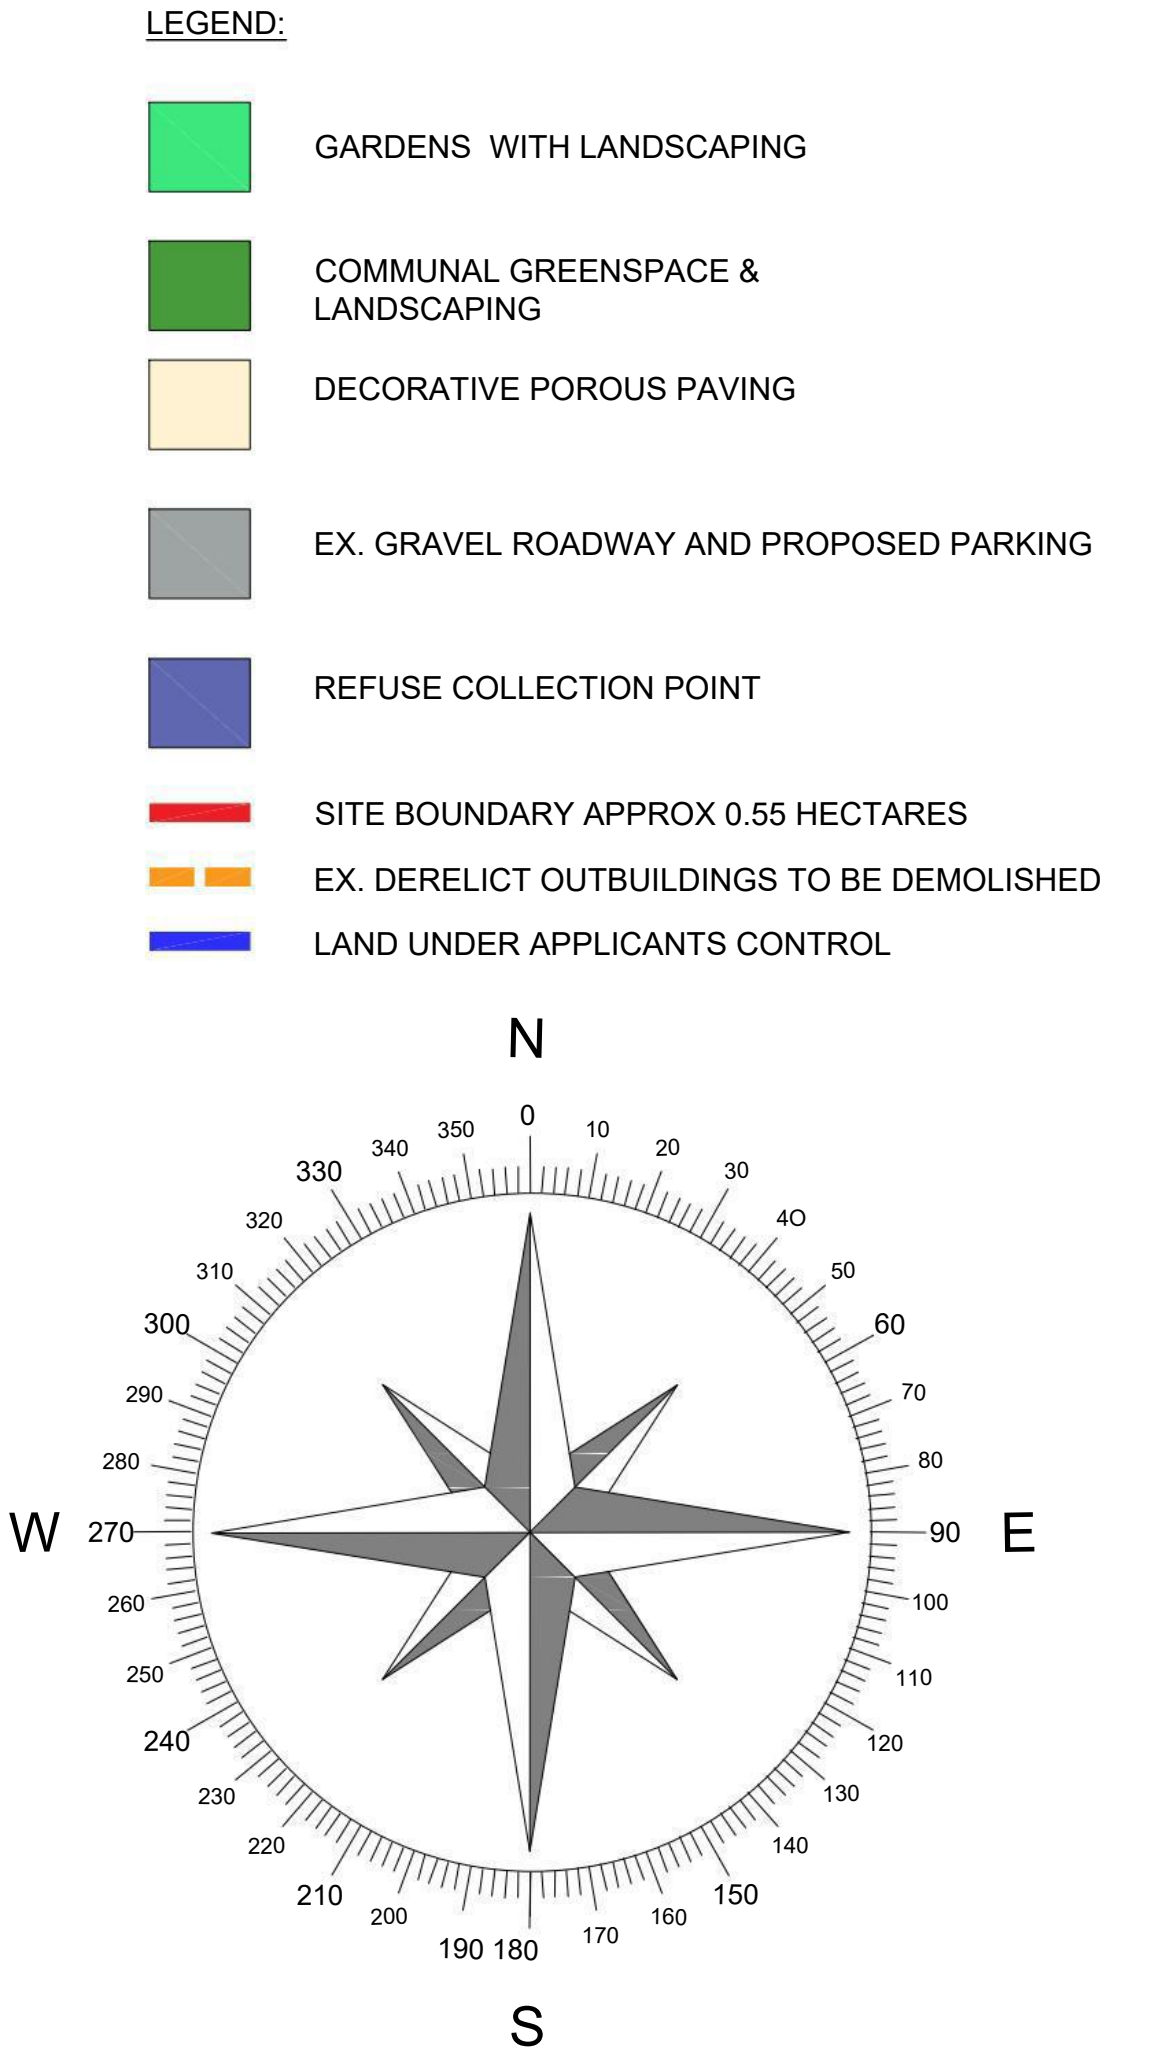 LEGEND:
GARDENS WITH LANDSCAPING
COMMUNAL GREENSPACE &
LANDSCAPING
DECORATIVE POROUS PAVING
EX. GRAVEL ROADWAY AND PROPOSED PARKING
REFUSE COLLECTION POINT
SITE BOUNDARY APPROX 0.55 HECTARES
EX. DERELICT OUTBUILDINGS TO BE DEMOLISHED
LAND UNDER APPLICANTS CONTROL
N
0
10
20
30
4O
50
60
70
80
90
E
100
110
120
130
140
150
160
170
180
S
190
200
210
220
230
240
250
260
270
W
280
290
300
310
320
330
340
350